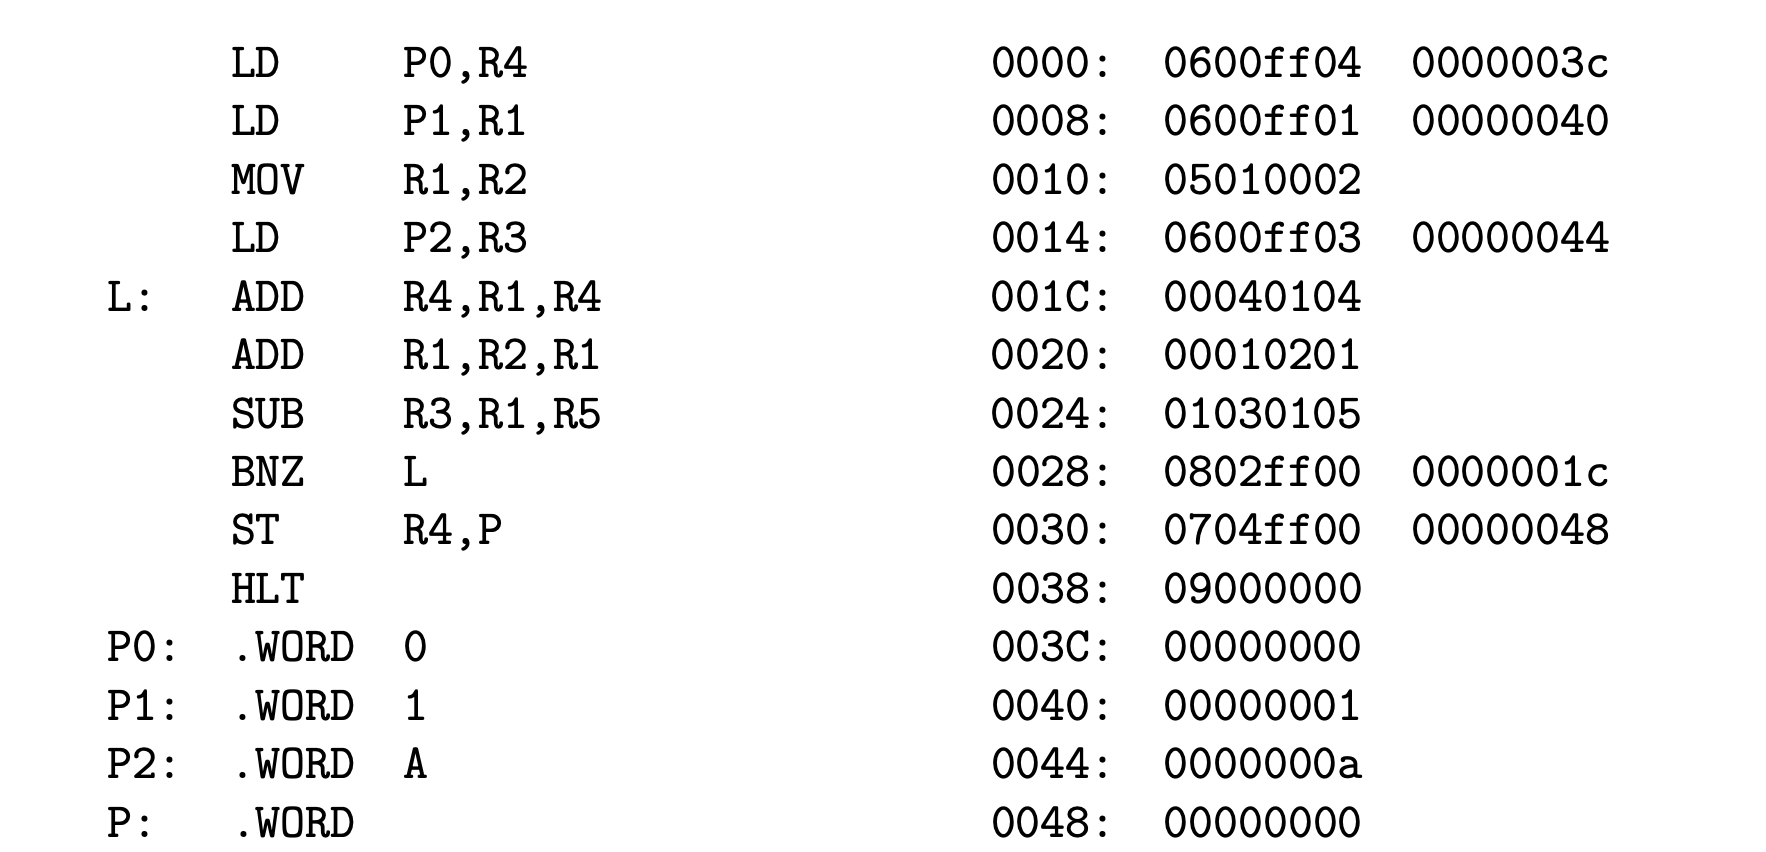 LD P0,R4 0000: 0600ff04 0000003c
LD P1,R1 0008: 0600ff01 00000040
MOV R1,R2 0010: 05010002
LD P2,R3 0014: 0600ff03 00000044
L: ADD R4,R1,R4 001C: 00040104
ADD R1,R2,R1 0020: 00010201
SUB R3,R1,R5 0024: 01030105
BNZ L 0028: 0802ff00 0000001c
ST R4,P 0030: 0704ff00 00000048
HLT 0038: 09000000
P0: .WORD 0 003C: 00000000
P1: .WORD 1 0040: 00000001
P2: .WORD A 0044: 0000000a
P: .WORD 0048: 00000000